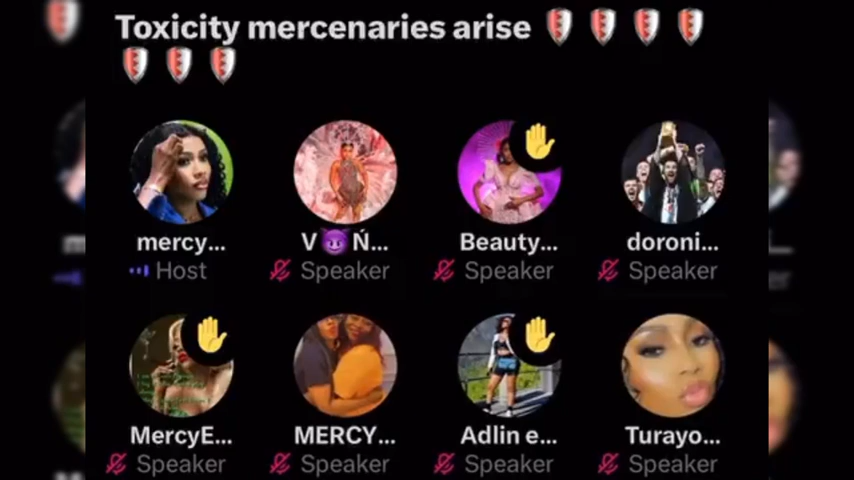 Toxicity mercenaries arise
mercy... V😈Ń... Beauty... doroni...
Host Speaker Speaker Speaker
MercyE... MERCY... Adlin e... Turayo...
Speaker Speaker Speaker Speaker